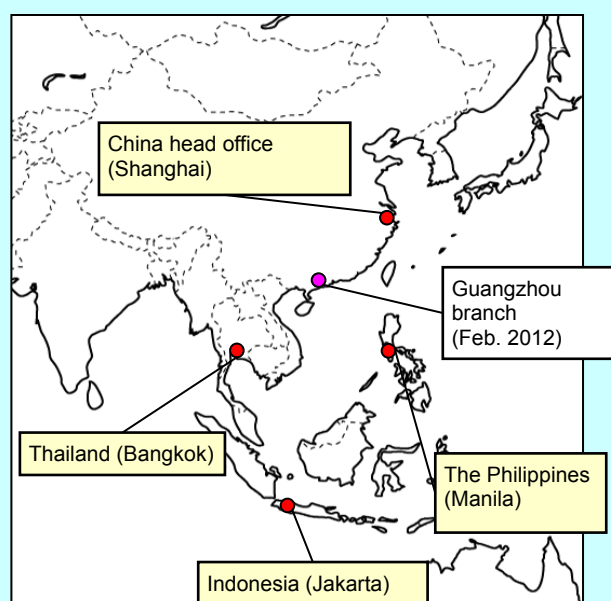 China head office
(Shanghai)
Guangzhou
branch
(Feb. 2012)
Thailand (Bangkok)
The Philippines
(Manila)
Indonesia (Jakarta)